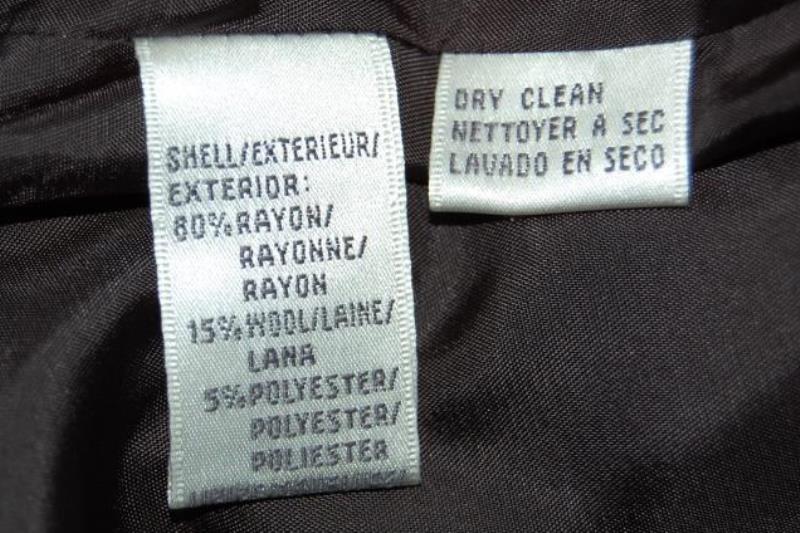 SHELL/EXTERIEUR/
EXTERIOR:
80% RAYON/
RAYONNE/
RAYON
15% WOOL/LAINE/
LANA
5% POLYESTER/
POLYESTER/
POLIESTER
DRY CLEAN
NETTOYER A SEC
LAVADO EN SECO